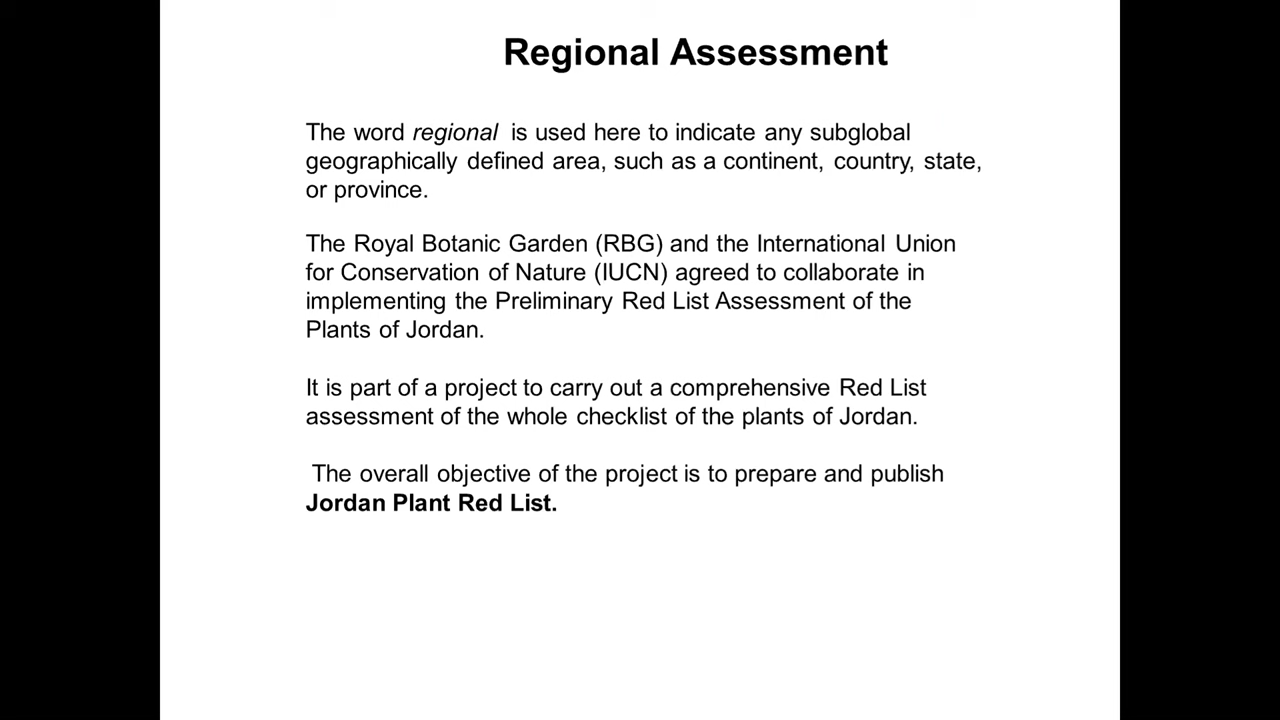 Regional Assessment
The word regional is used here to indicate any subglobal
geographically defined area, such as a continent, country, state,
or province.
The Royal Botanic Garden (RBG) and the International Union
for Conservation of Nature (IUCN) agreed to collaborate in
implementing the Preliminary Red List Assessment of the
Plants of Jordan.
It is part of a project to carry out a comprehensive Red List
assessment of the whole checklist of the plants of Jordan.
The overall objective of the project is to prepare and publish
Jordan Plant Red List.